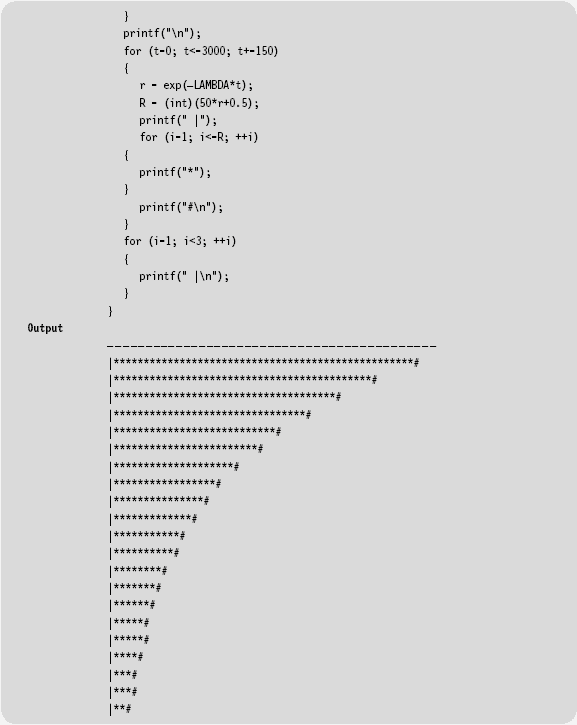 }
printf("\n");
for (t=0; t<=3000; t+=150)
{
r = exp(–LAMBDA*t);
R = (int)(50*r+0.5);
printf(" |");
for (i=1; i<=R; ++i)
{
printf("*");
}
printf("#\n");
}
for (i=1; i<3; ++i)
{
printf(" |\n");
}
}
Output
-------------------------------------------
|**************************************************#
|*******************************************#
|*************************************#
|********************************#
|***************************#
|************************#
|********************#
|*****************#
|***************#
|*************#
|***********#
|**********#
|********#
|*******#
|******#
|*****#
|*****#
|****#
|***#
|***#
|**#